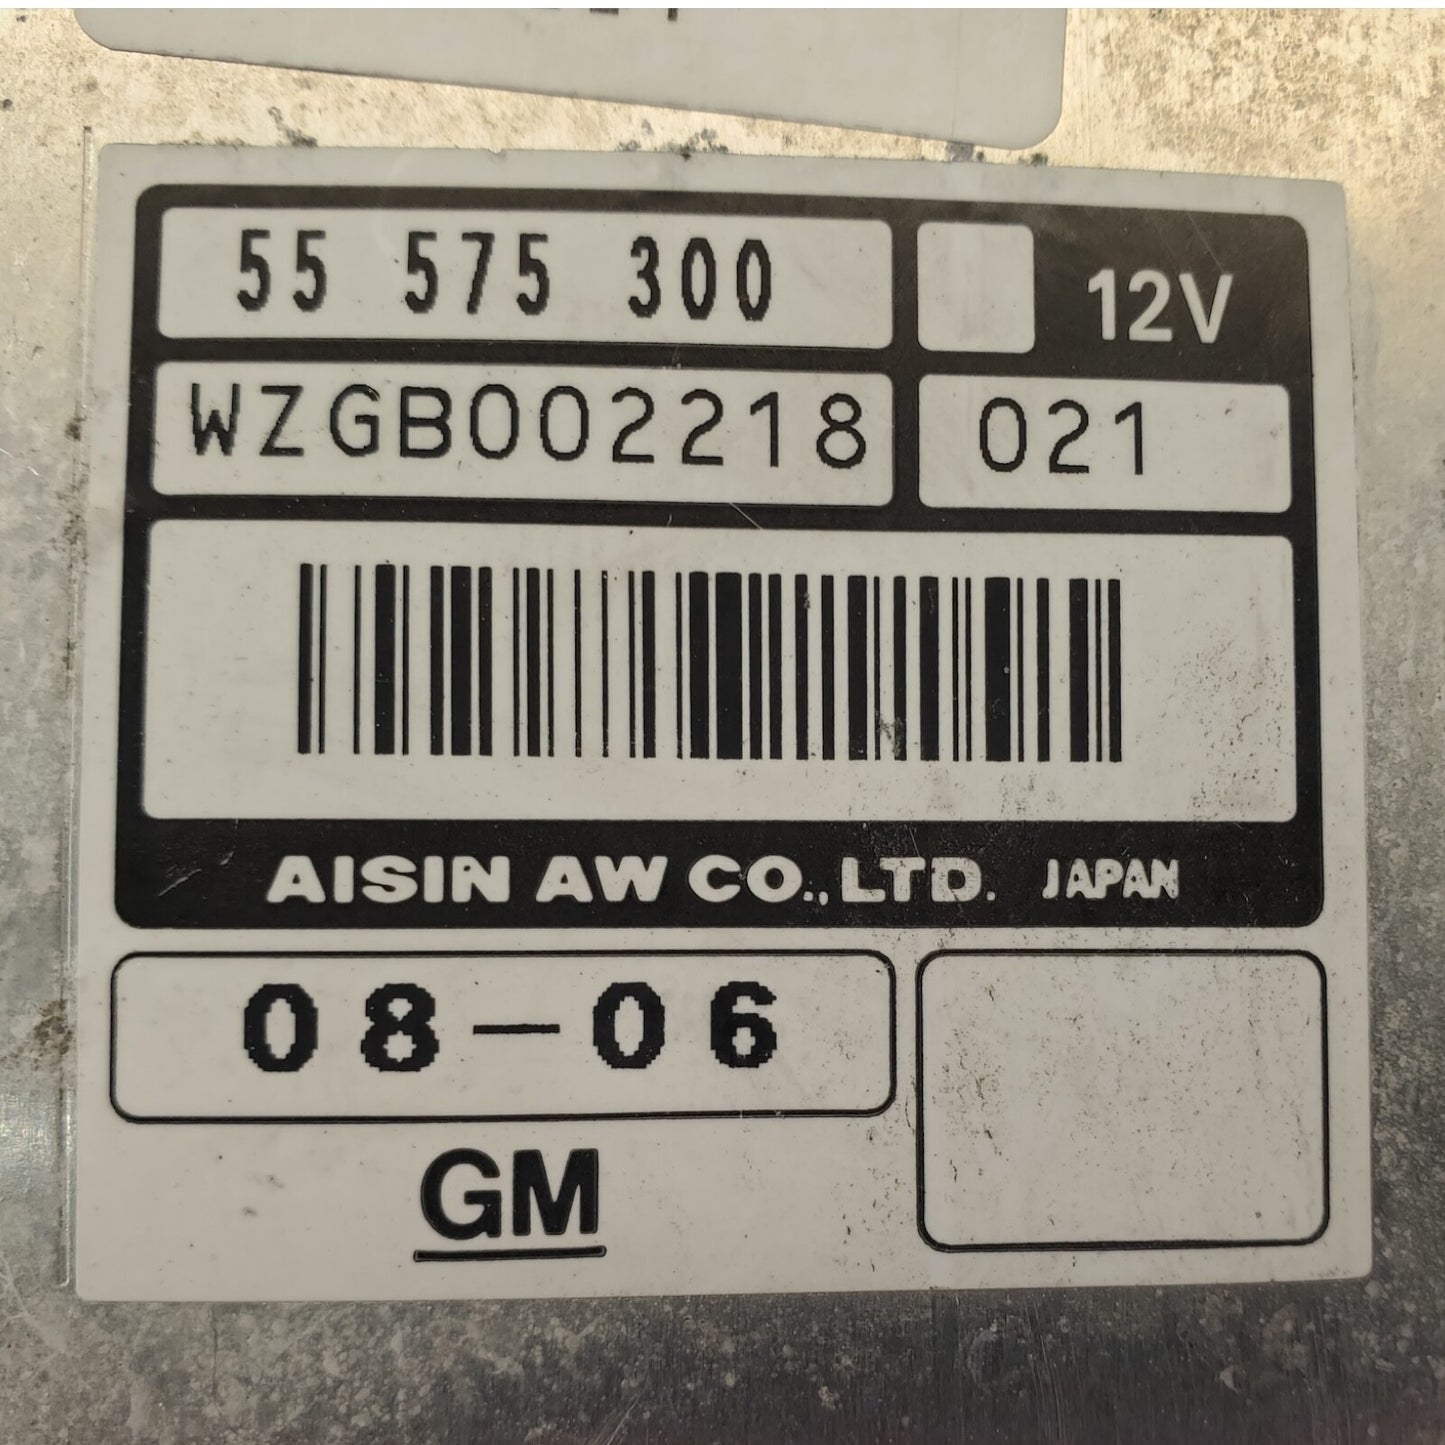 55 575 300
12V
WZGB002218
021
AISIN AW CO.,LTD. JAPAN
08-06
GM